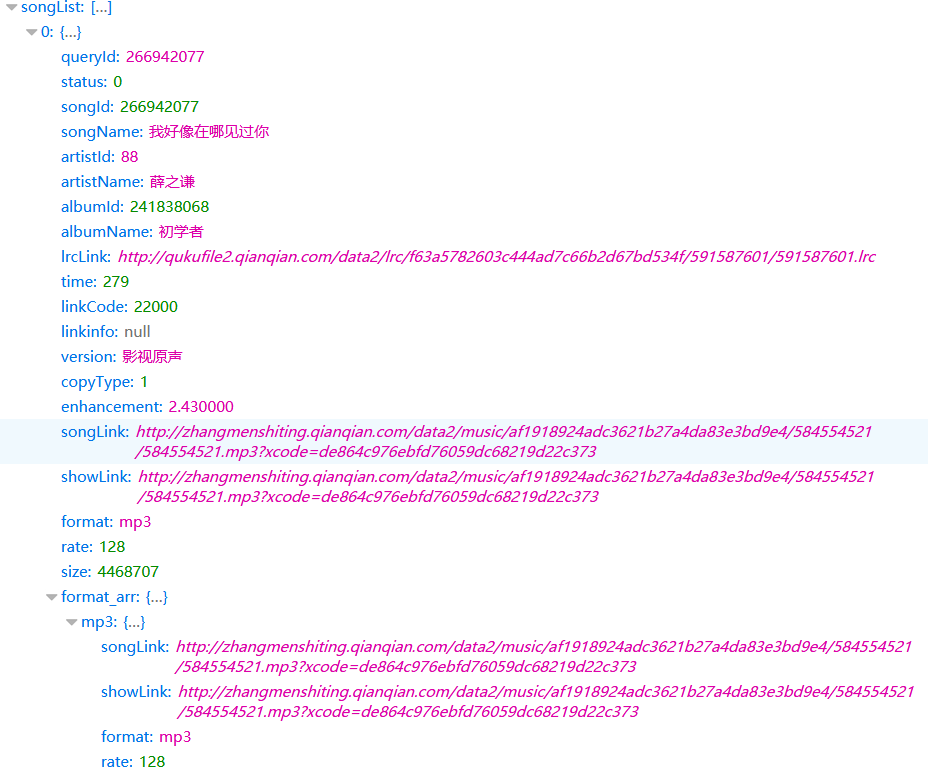 songList: [...]
0: {...}
queryId: 266942077
status: 0
songId: 266942077
songName: 我好像在哪见过你
artistId: 88
artistName: 薛之谦
albumId: 241838068
albumName: 初学者
lrcLink: http://qukufile2.qianqian.com/data2/lrc/f63a5782603c444ad7c66b2d67bd534f/591587601/591587601.lrc
time: 279
linkCode: 22000
linkinfo: null
version: 影视原声
copyType: 1
enhancement: 2.430000
songLink: http://zhangmenshiting.qianqian.com/data2/music/af1918924adc3621b27a4da83e3bd9e4/584554521
/584554521.mp3?xcode=de864c976ebfd76059dc68219d22c373
showLink: http://zhangmenshiting.qianqian.com/data2/music/af1918924adc3621b27a4da83e3bd9e4/584554521
/584554521.mp3?xcode=de864c976ebfd76059dc68219d22c373
format: mp3
rate: 128
size: 4468707
format_arr: {...}
mp3: {...}
songLink: http://zhangmenshiting.qianqian.com/data2/music/af1918924adc3621b27a4da83e3bd9e4/584554521
/584554521.mp3?xcode=de864c976ebfd76059dc68219d22c373
showLink: http://zhangmenshiting.qianqian.com/data2/music/af1918924adc3621b27a4da83e3bd9e4/584554521
/584554521.mp3?xcode=de864c976ebfd76059dc68219d22c373
format: mp3
rate: 128